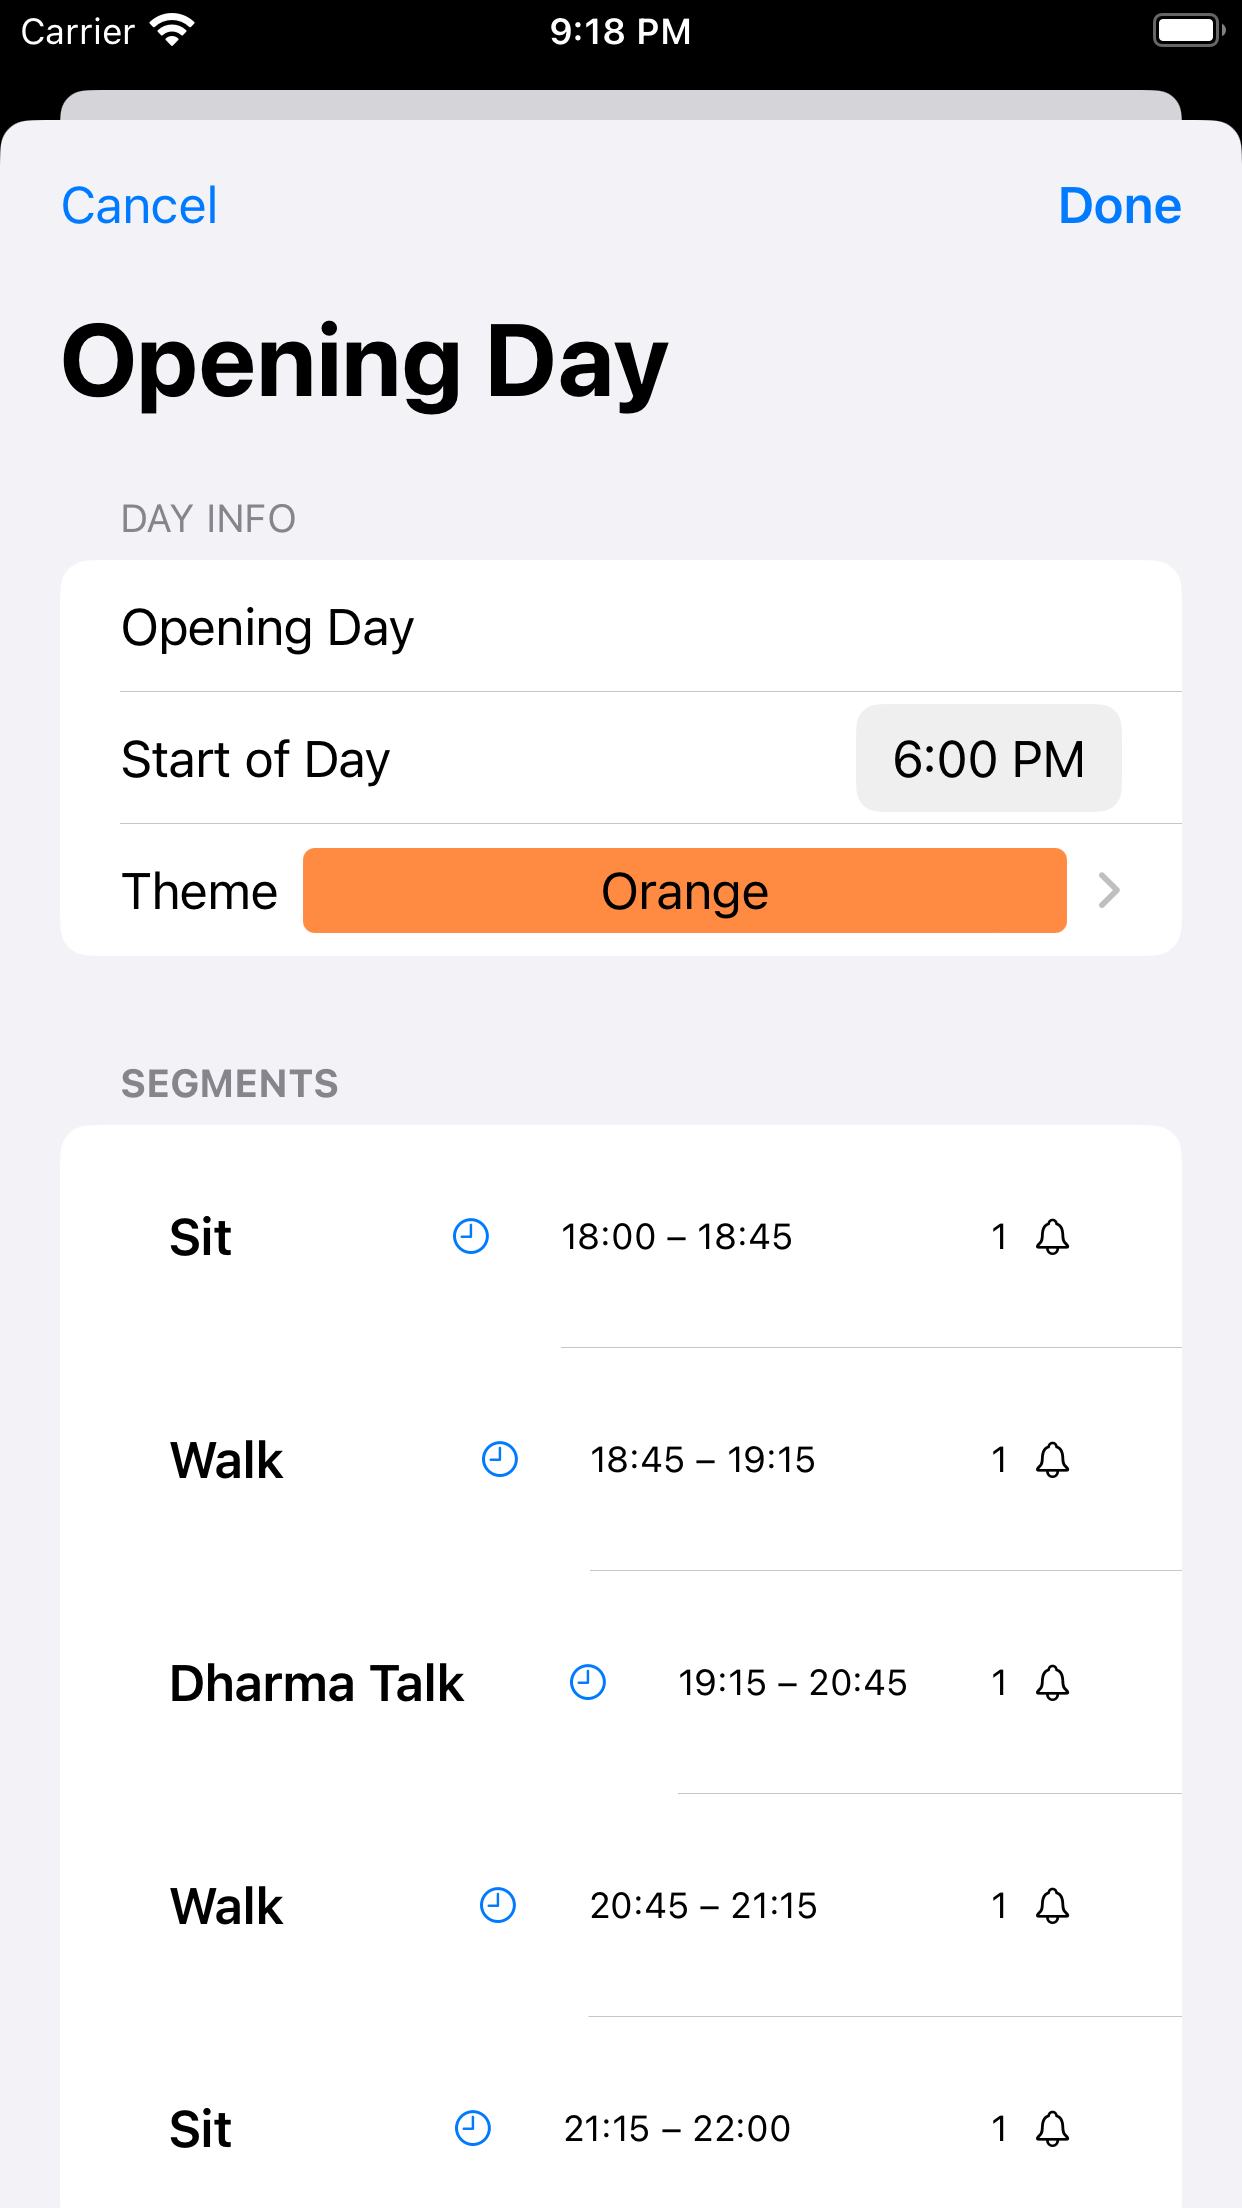 Carrier 9:18 PM
Cancel Done
Opening Day
DAY INFO
Opening Day
Start of Day 6:00 PM
Theme Orange
SEGMENTS
Sit 18:00 – 18:45 1
Walk 18:45 – 19:15 1
Dharma Talk 19:15 – 20:45 1
Walk 20:45 – 21:15 1
Sit 21:15 – 22:00 1